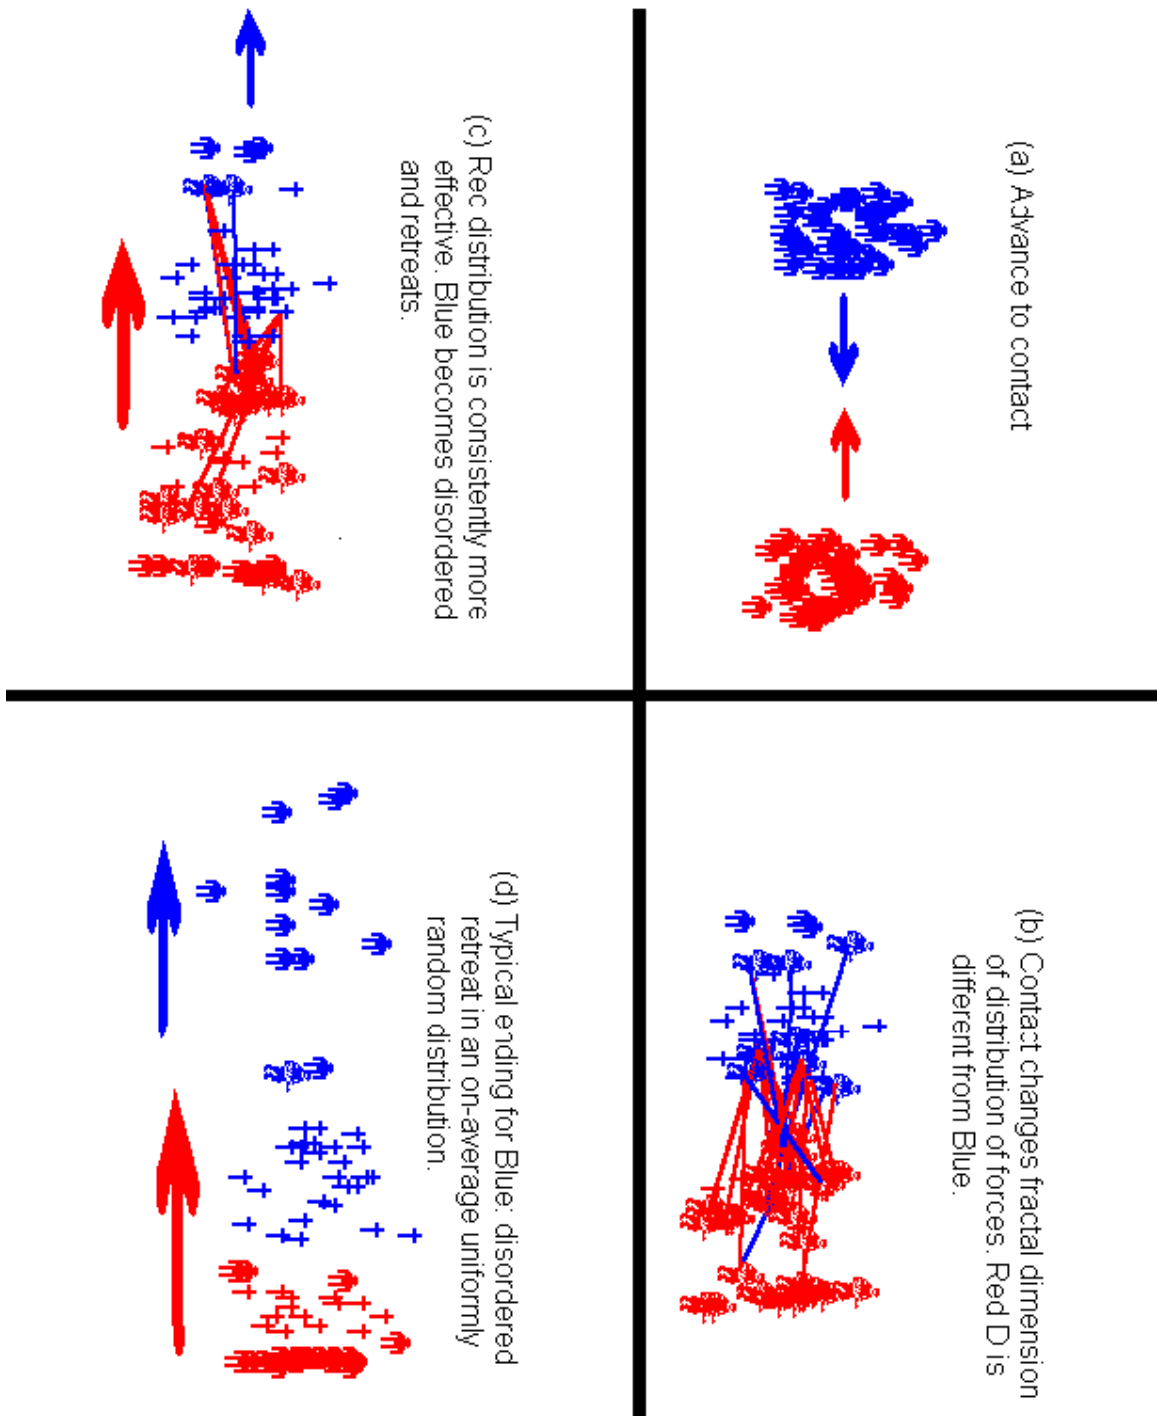 (a) Advance to contact
(b) Contact changes fractal dimension
of distribution of forces. Red D is
different from Blue.
(c) Rec distribution is consistently more
effective. Blue becomes disordered
and retreats.
(d) Typical ending for Blue: disordered
retreat in an on-average uniformly
random distribution.